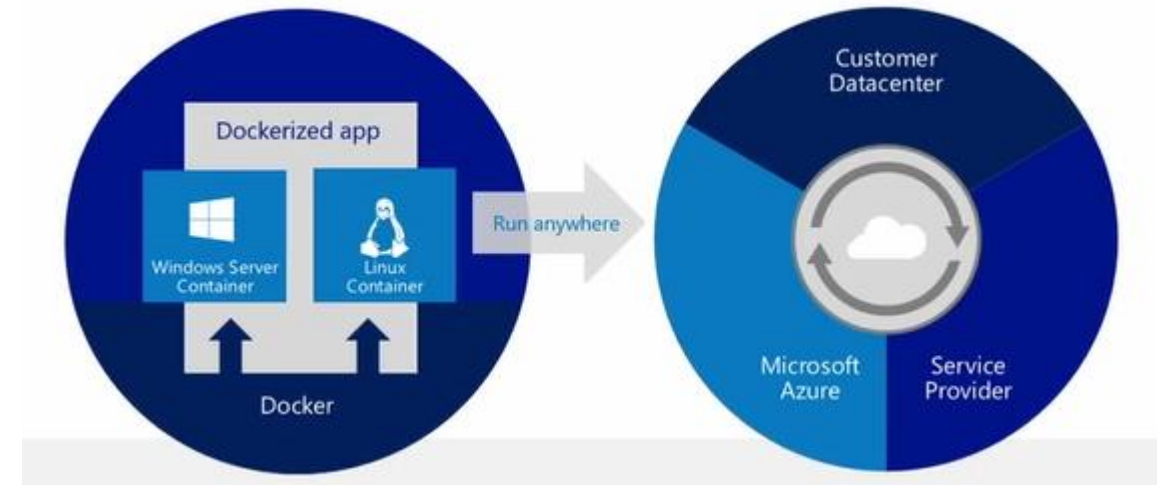 Dockerized app
Windows Server
Container
Linux
Container
Docker
Run anywhere
Customer
Datacenter
Microsoft
Azure
Service
Provider